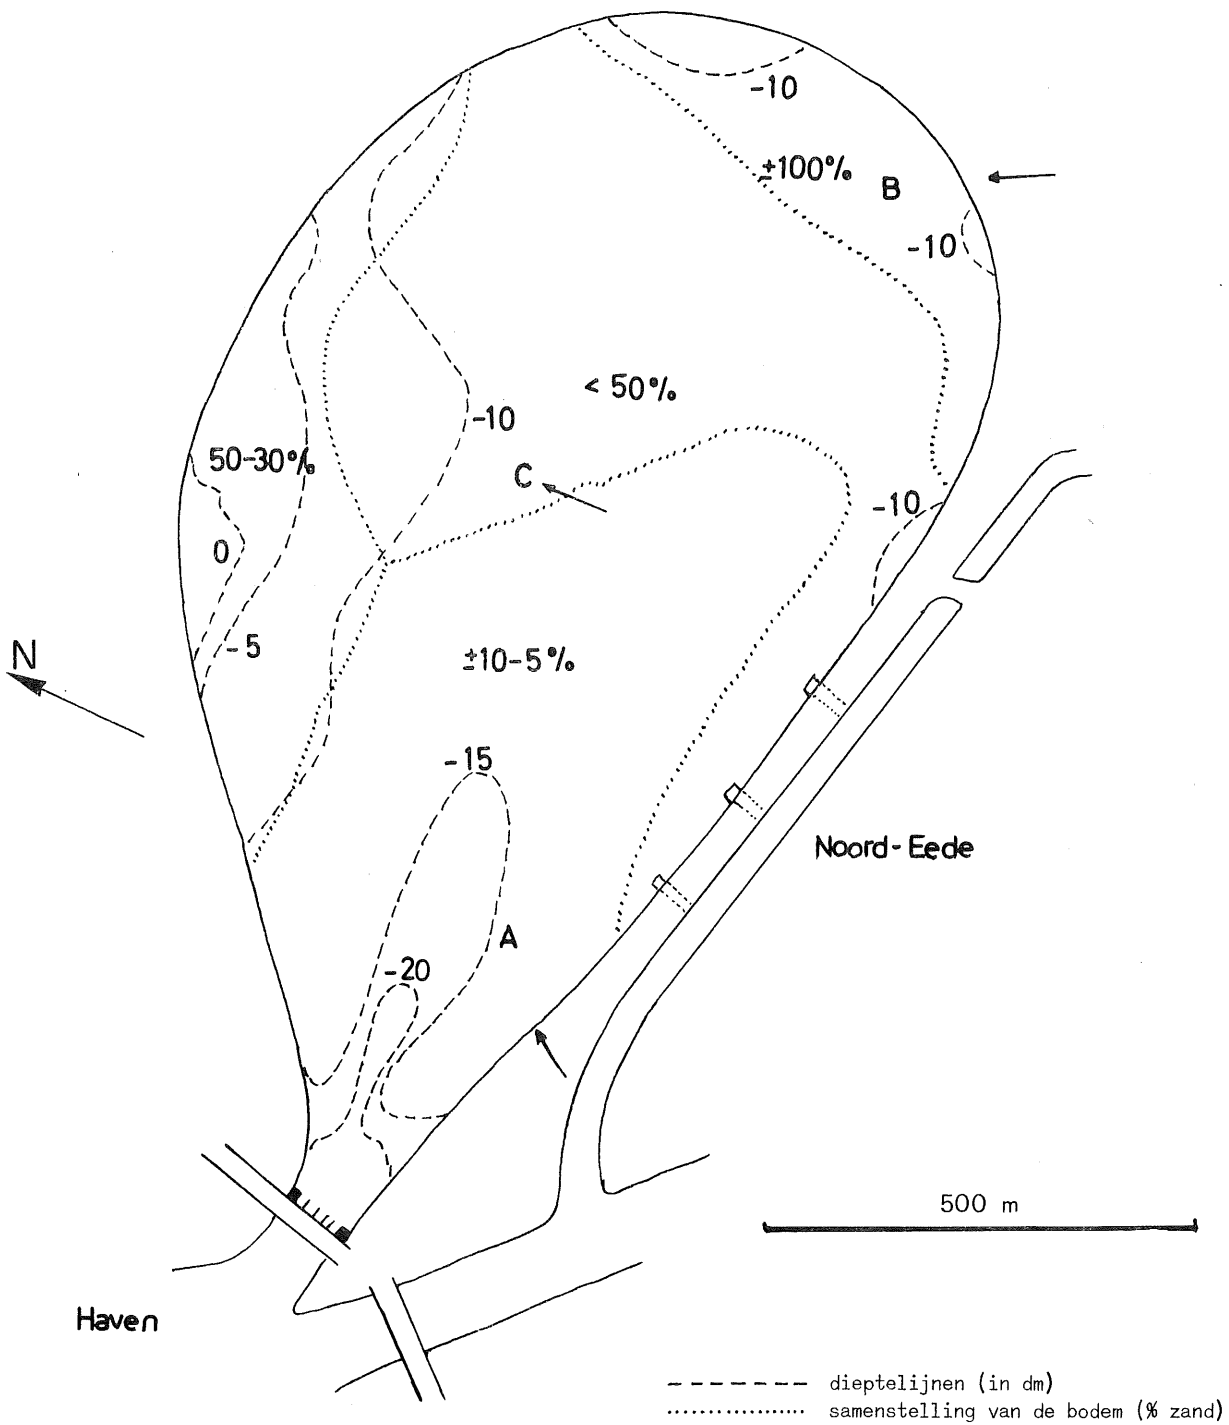 -10
±100%
B
-10
< 50%
-10
50-30%
C
-10
0
-5
N
±10-5%
-15
Noord-Eede
A
-20
500 m
Haven
dieptelijnen (in dm)
samenstelling van de bodem (% zand)